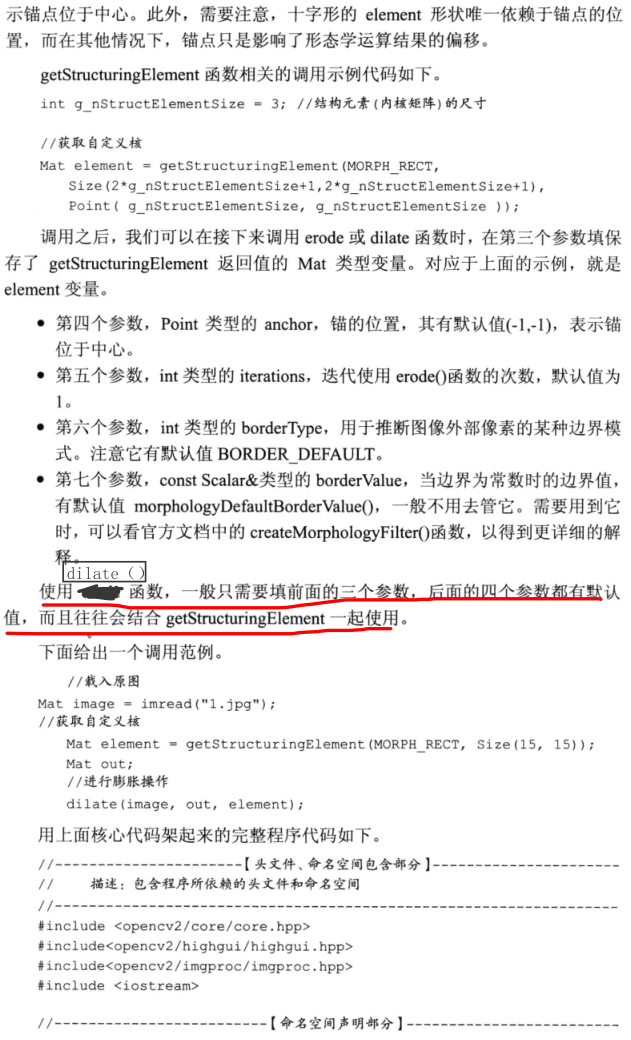 示锚点位于中心。此外，需要注意，十字形的 element 形状唯一依赖于锚点的位
置，而在其他情况下，锚点只是影响了形态学运算结果的偏移。
getStructuringElement 函数相关的调用示例代码如下。
int g_nStructElementSize = 3; //结构元素(内核矩阵)的尺寸
//获取自定义核
Mat element = getStructuringElement(MORPH_RECT,
Size(2*g_nStructElementSize+1,2*g_nStructElementSize+1),
Point( g_nStructElementSize, g_nStructElementSize ));
调用之后，我们可以在接下来调用 erode 或 dilate 函数时，在第三个参数填保
存了 getStructuringElement 返回值的 Mat 类型变量。对应于上面的示例，就是
element 变量。
● 第四个参数，Point 类型的 anchor，锚的位置，其有默认值(-1,-1)，表示锚
位于中心。
● 第五个参数，int 类型的 iterations，迭代使用 erode()函数的次数，默认值为
1。
● 第六个参数，int 类型的 borderType，用于推断图像外部像素的某种边界模
式。注意它有默认值 BORDER_DEFAULT。
● 第七个参数，const Scalar&类型的 borderValue，当边界为常数时的边界值，
有默认值 morphologyDefaultBorderValue()，一般不用去管它。需要用到它
时，可以看官方文档中的 createMorphologyFilter()函数，以得到更详细的解
释。
dilate（）
使用 函数，一般只需要填前面的三个参数，后面的四个参数都有默认
值，而且往往会结合 getStructuringElement 一起使用。
下面给出一个调用范例。
//载入原图
Mat image = imread("1.jpg");
//获取自定义核
Mat element = getStructuringElement(MORPH_RECT, Size(15, 15));
Mat out;
//进行膨胀操作
dilate(image, out, element);
用上面核心代码架起来的完整程序代码如下。
//----------------------【头文件、命名空间包含部分】----------------------
// 描述：包含程序所依赖的头文件和命名空间
//----------------------------------------------------------------------
#include <opencv2/core/core.hpp>
#include<opencv2/highgui/highgui.hpp>
#include<opencv2/imgproc/imgproc.hpp>
#include <iostream>
//-------------------------【命名空间声明部分】-------------------------